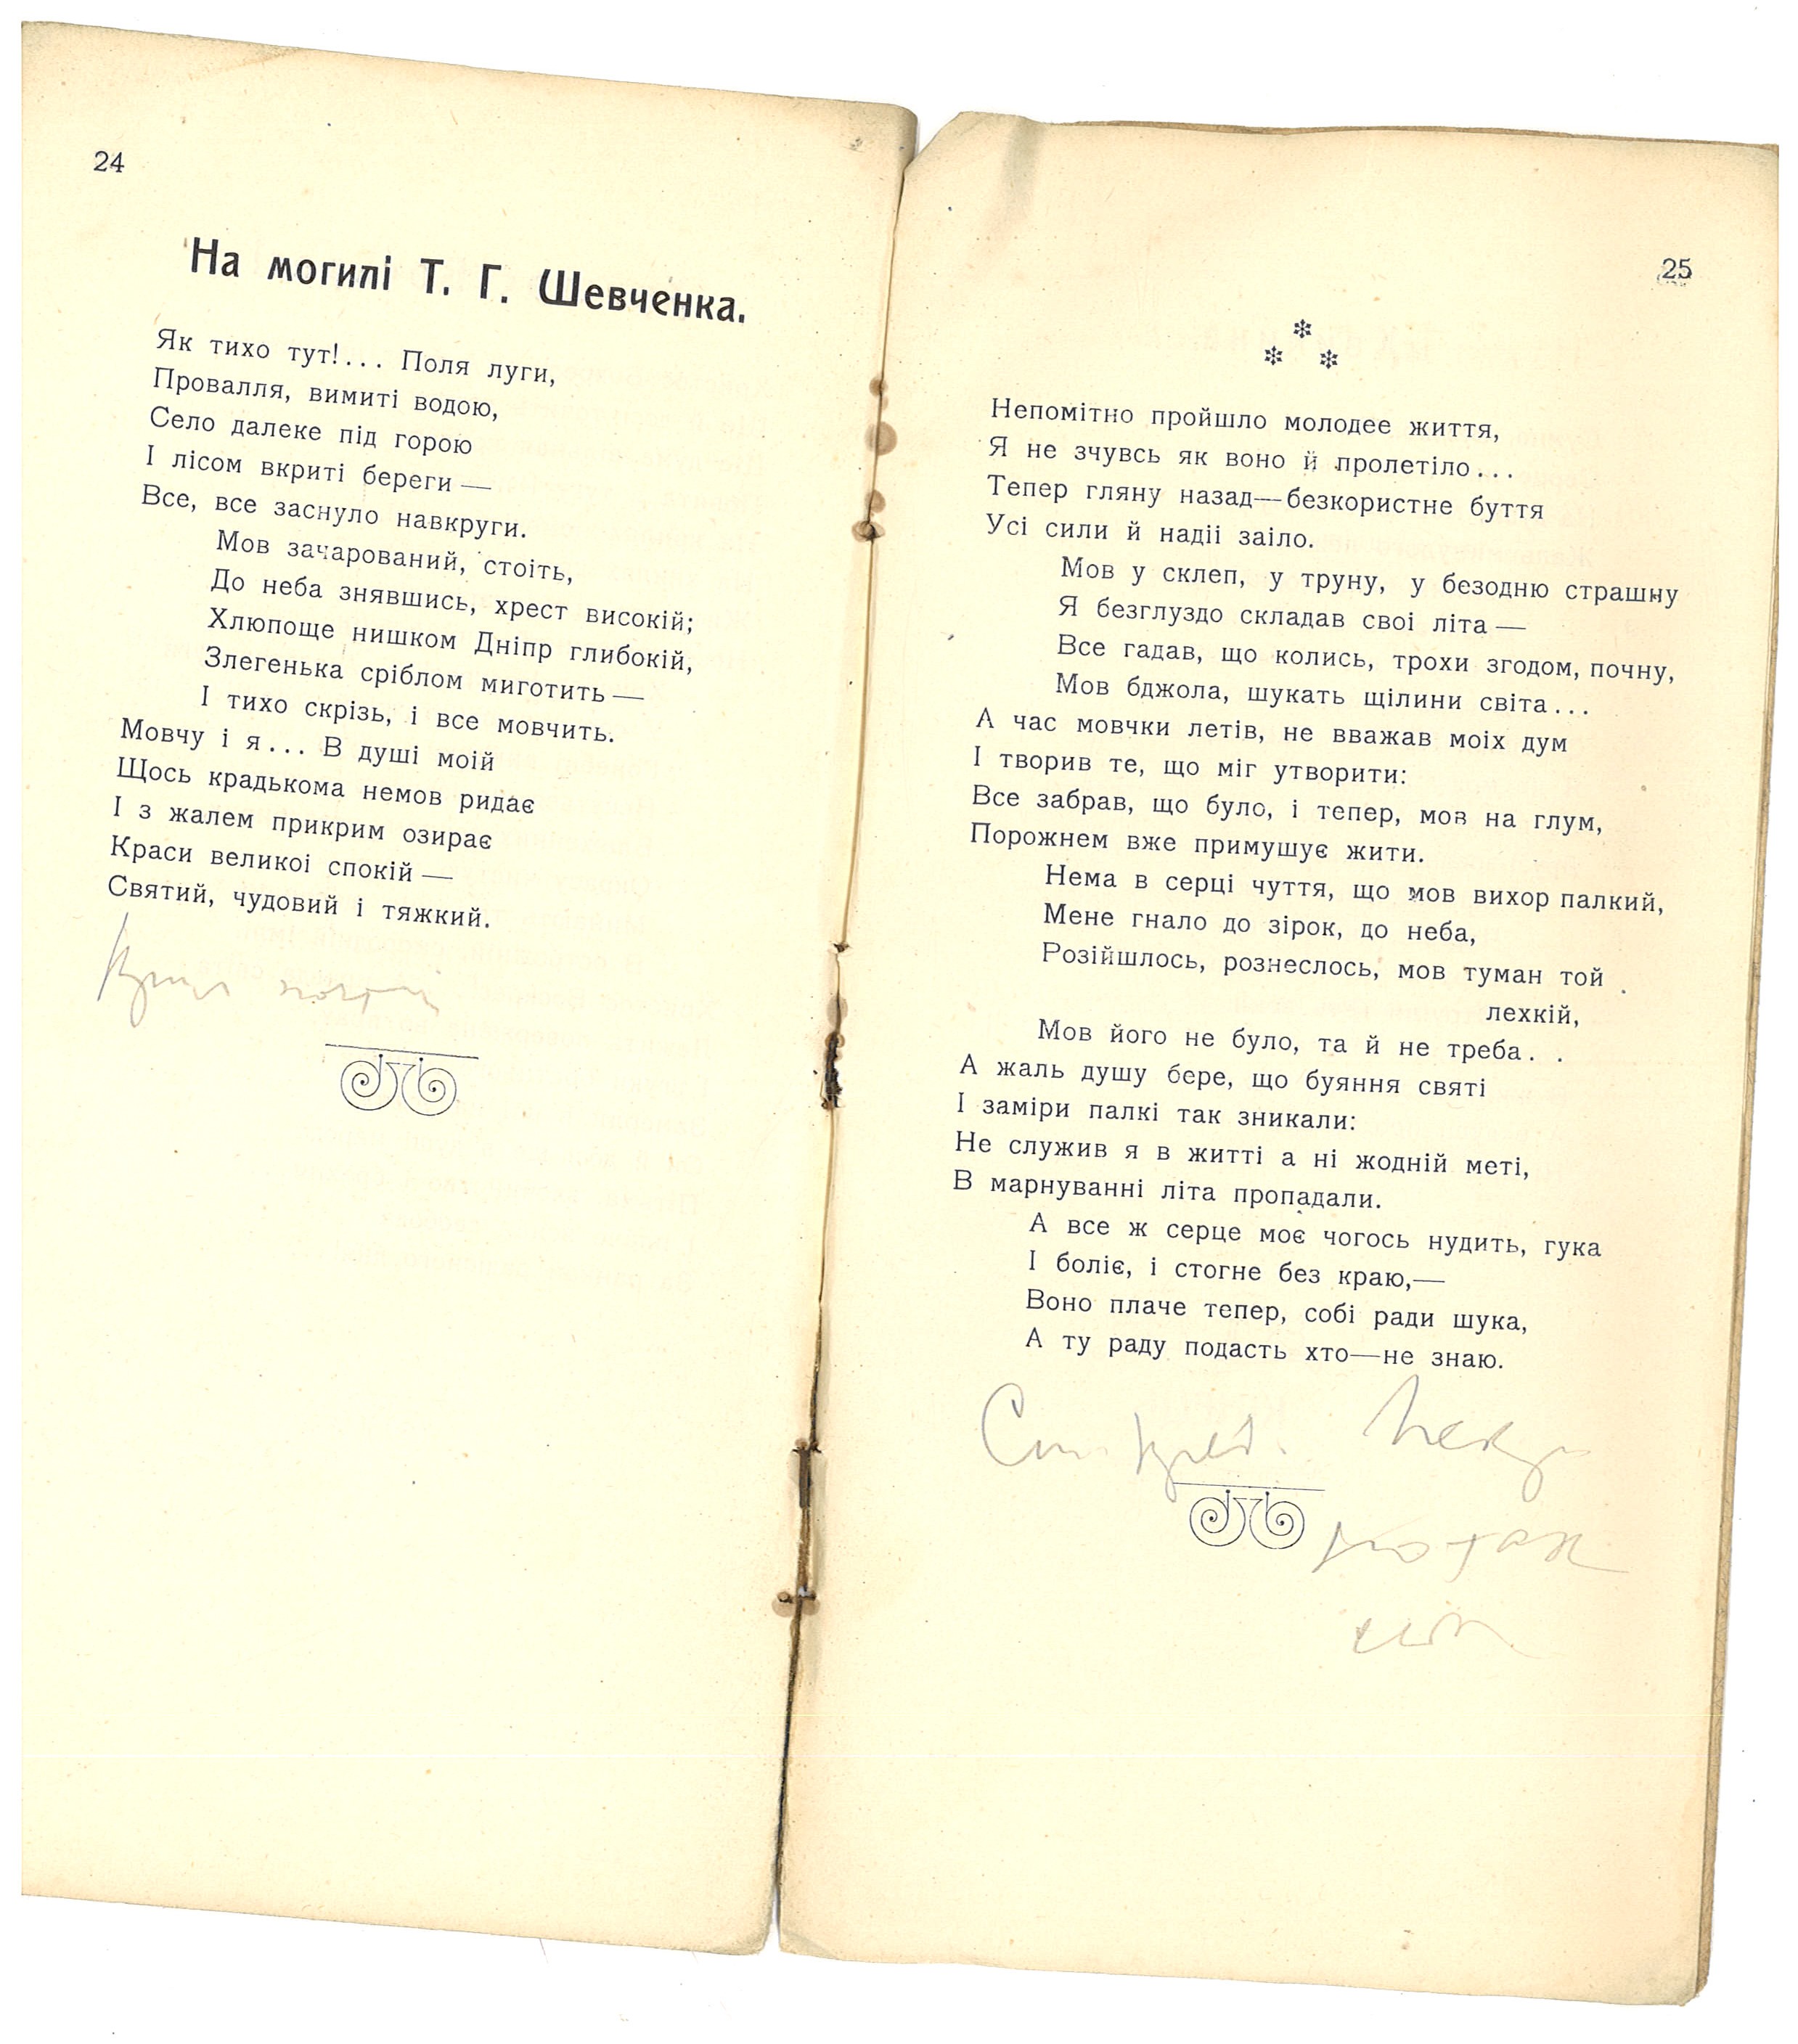 24
На могилі Т. Г. Шевченка.
Як тихо тут!... Поля луги,
Провалля, вимиті водою,
Село далеке під горою
І лісом вкриті береги —
Все, все заснуло навкруги.
Мов зачарований, стоіть,
До неба знявшись, хрест високій;
Хлюпоще нишком Дніпр глибокій,
Злегенька сріблом миготить —
І тихо скрізь, і все мовчить.
Мовчу і я... В душі моій
Щось крадькома немов ридає
І з жалем прикрим озирає
Краси великоі спокій —
Святий, чудовий і тяжкий.
25
Непомітно пройшло молодее життя,
Я не зчувсь як воно й пролетіло...
Тепер гляну назад—безкористне буття
Усі сили й надіі заіло.
Мов у склеп, у труну, у безодню страшну
Я безглуздо складав своі літа —
Все гадав, що колись, трохи згодом, почну,
Мов бджола, шукать щілини світа...
А час мовчки летів, не вважав моіх дум
І творив те, що міг утворити:
Все забрав, що було, і тепер, мов на глум,
Порожнем вже примушує жити.
Нема в серці чуття, що мов вихор палкий,
Мене гнало до зірок, до неба,
Розійшлось, рознеслось, мов туман той
лехкій,
Мов його не було, та й не треба. .
А жаль душу бере, що буяння святі
І заміри палкі так зникали:
Не служив я в житті а ні жодній меті,
В марнуванні літа пропадали.
А все ж серце моє чогось нудить, гука
І боліє, і стогне без краю,—
Воно плаче тепер, собі ради шука,
А ту раду подасть хто—не знаю.